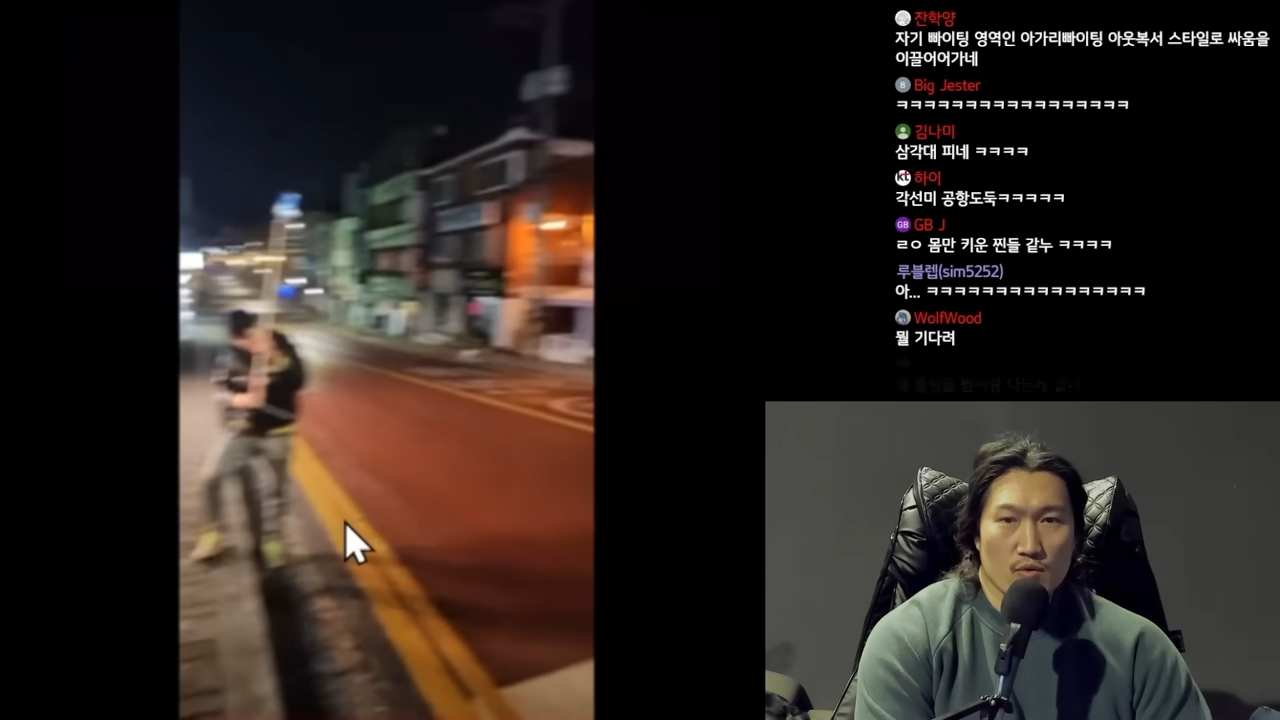 잔학양
자기 빠이팅 영역인 아가리빠이팅 아웃복서 스타일로 싸움을
이끌어어가네
B Big Jester
ㅋㅋㅋㅋㅋㅋㅋㅋㅋㅋㅋㅋㅋㅋㅋㅋㅋ
김나미
삼각대 피네 ㅋㅋㅋㅋ
kt 하이
각선미 공항도둑ㅋㅋㅋㅋㅋ
GB GB J
ㄹㅇ 몸만 키운 찐들 같누 ㅋㅋㅋㅋ
루블렙(sim5252)
아... ㅋㅋㅋㅋㅋㅋㅋㅋㅋㅋㅋㅋㅋㅋㅋㅋ
WolfWood
뭘 기다려